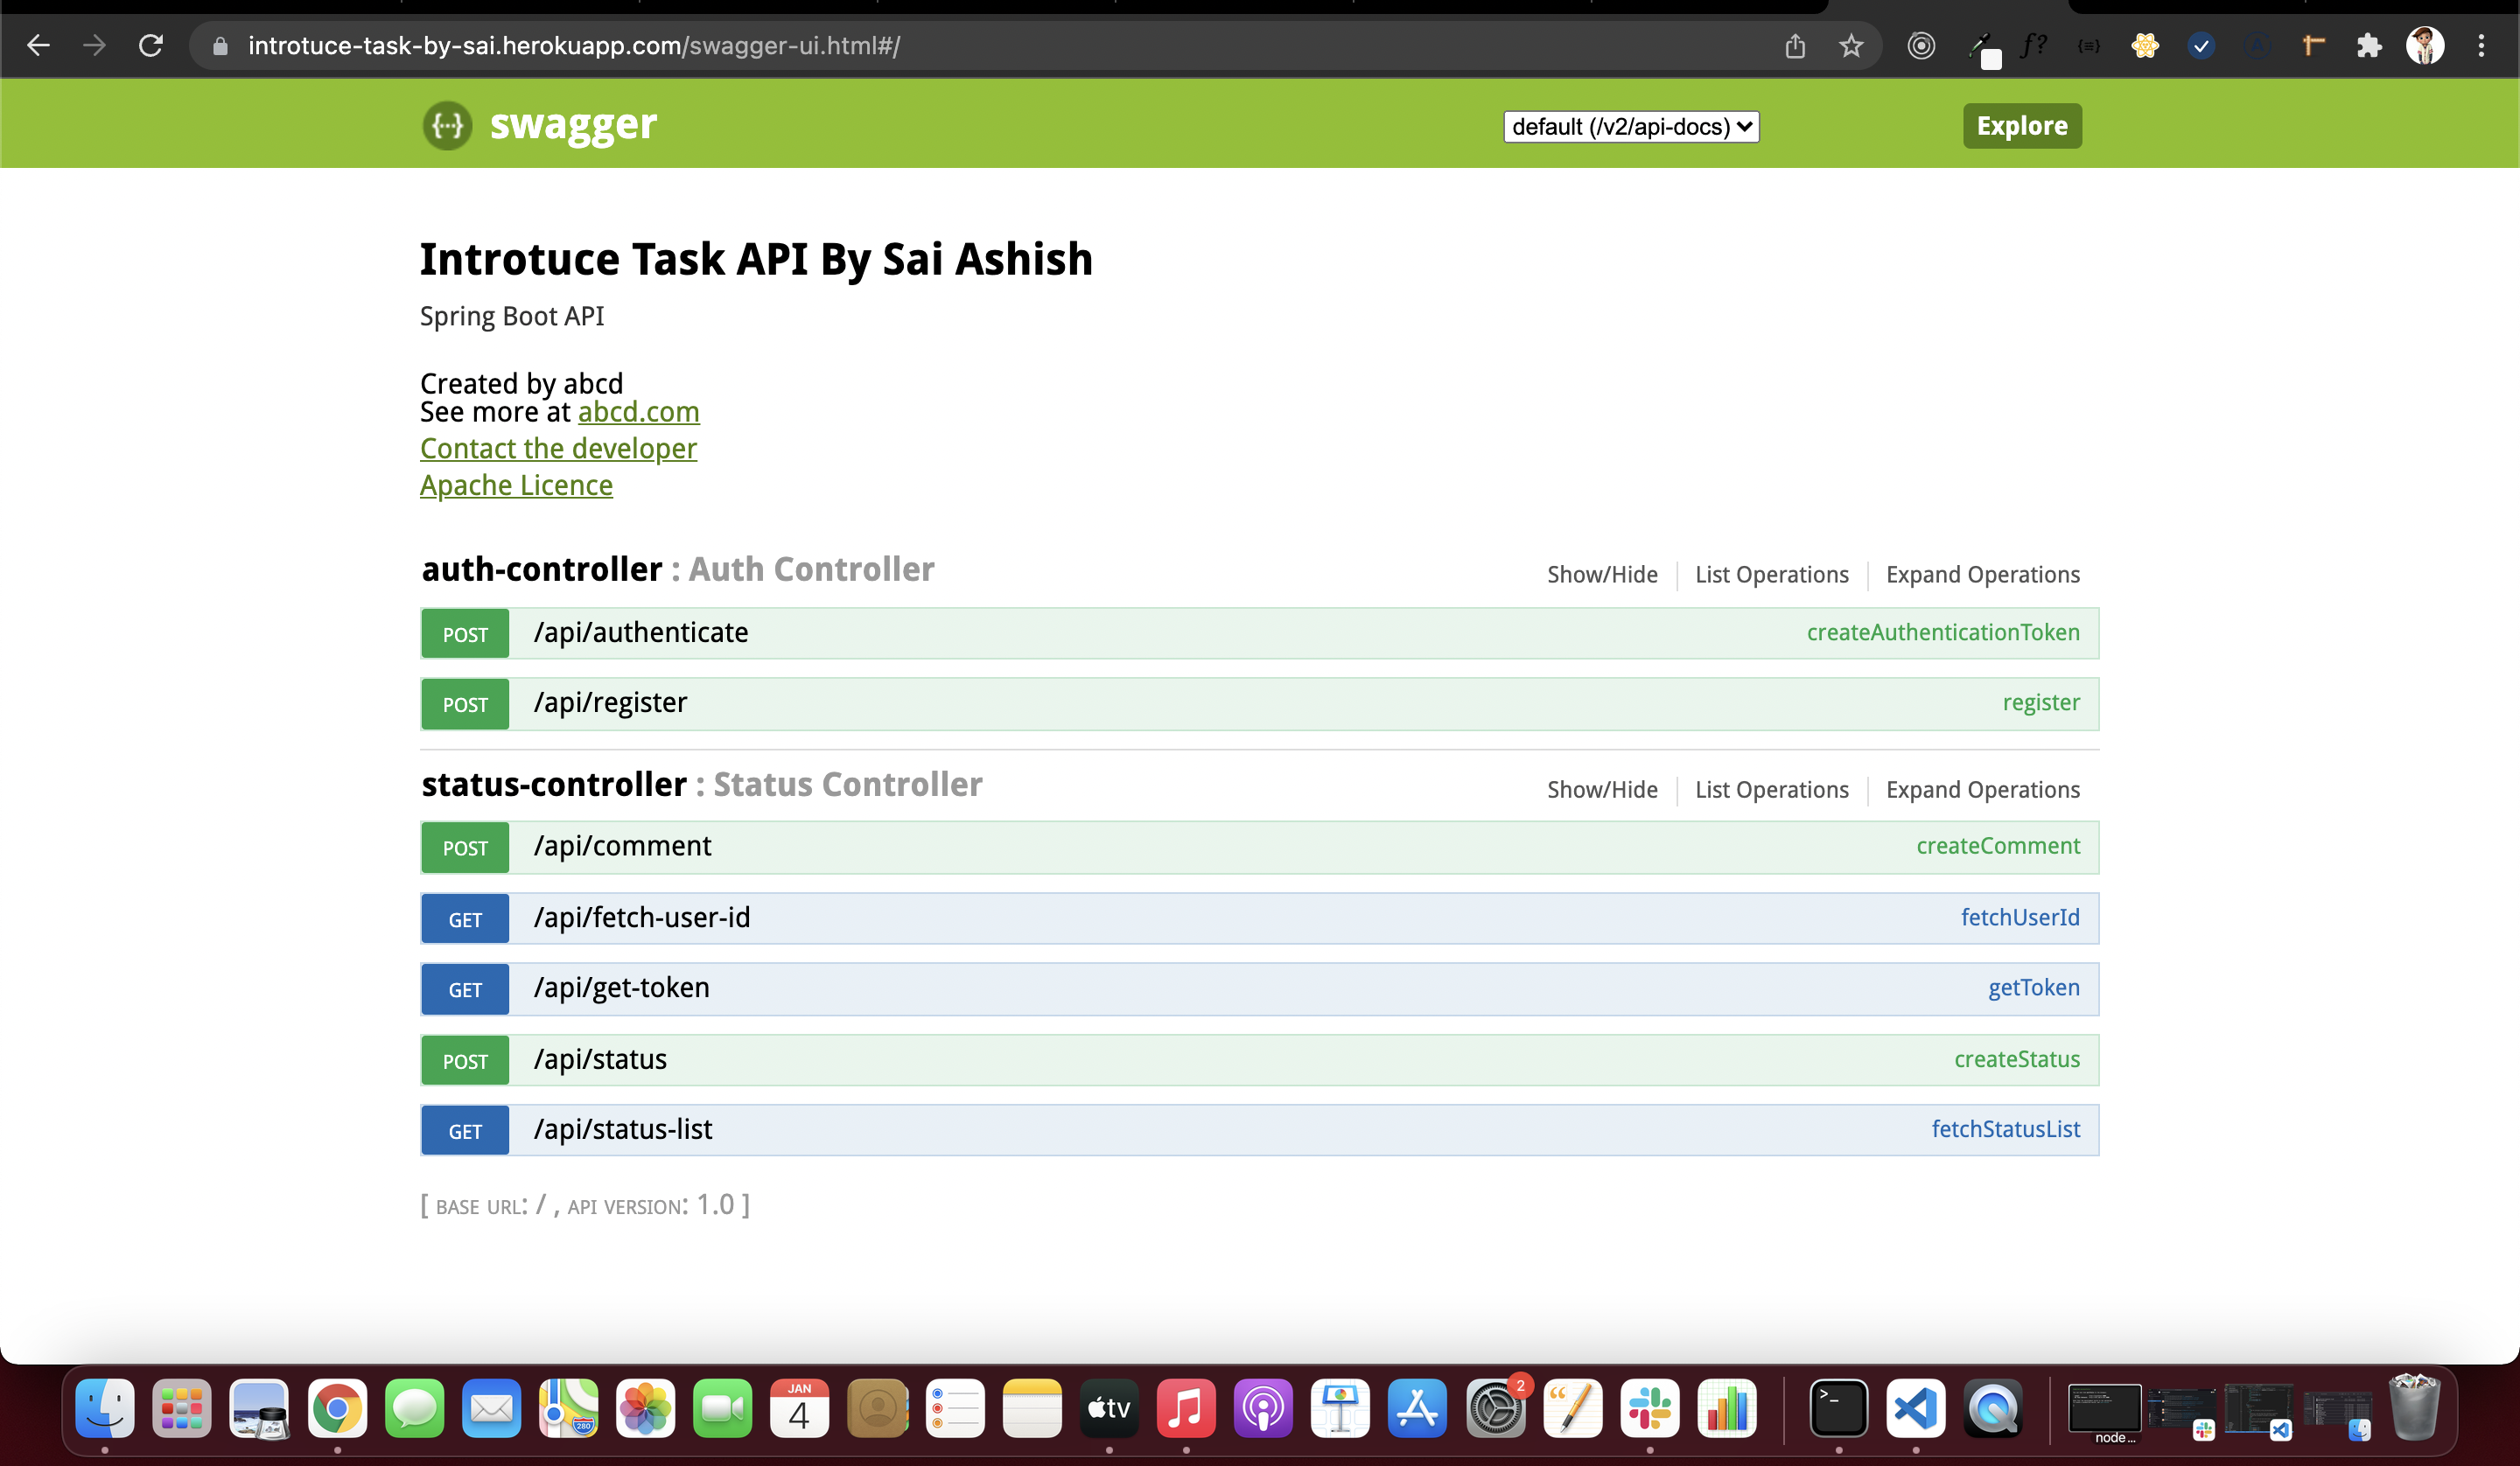 introtuce-task-by-sai.herokuapp.com/swagger-ui.html#/
f?
{···} swagger
default (/v2/api-docs)
Explore
Introtuce Task API By Sai Ashish
Spring Boot API
Created by abcd
See more at abcd.com
Contact the developer
Apache Licence
auth-controller : Auth Controller
Show/Hide
List Operations
Expand Operations
POST /api/authenticate createAuthenticationToken
POST /api/register register
status-controller : Status Controller
Show/Hide
List Operations
Expand Operations
POST /api/comment createComment
GET /api/fetch-user-id fetchUserId
GET /api/get-token getToken
POST /api/status createStatus
GET /api/status-list fetchStatusList
[ BASE URL: / , API VERSION: 1.0 ]
JAN
4
tv
2
280
>_
node ...